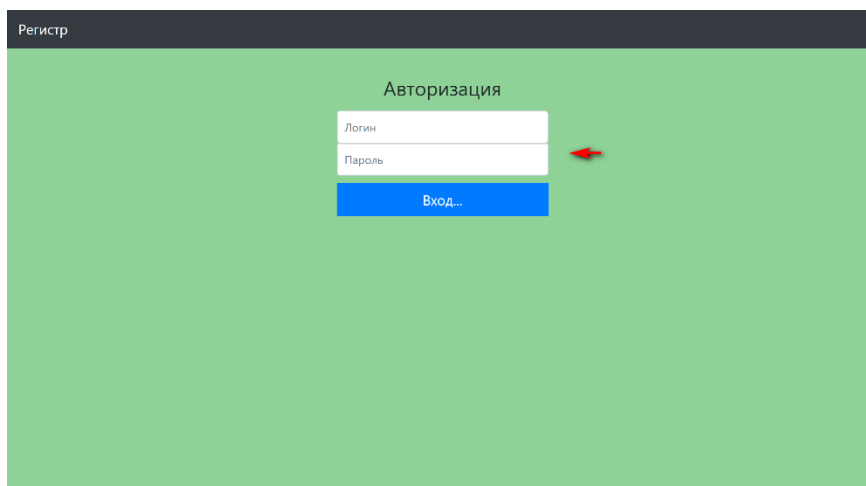 Регистр
Авторизация
Логин
Пароль
Вход...